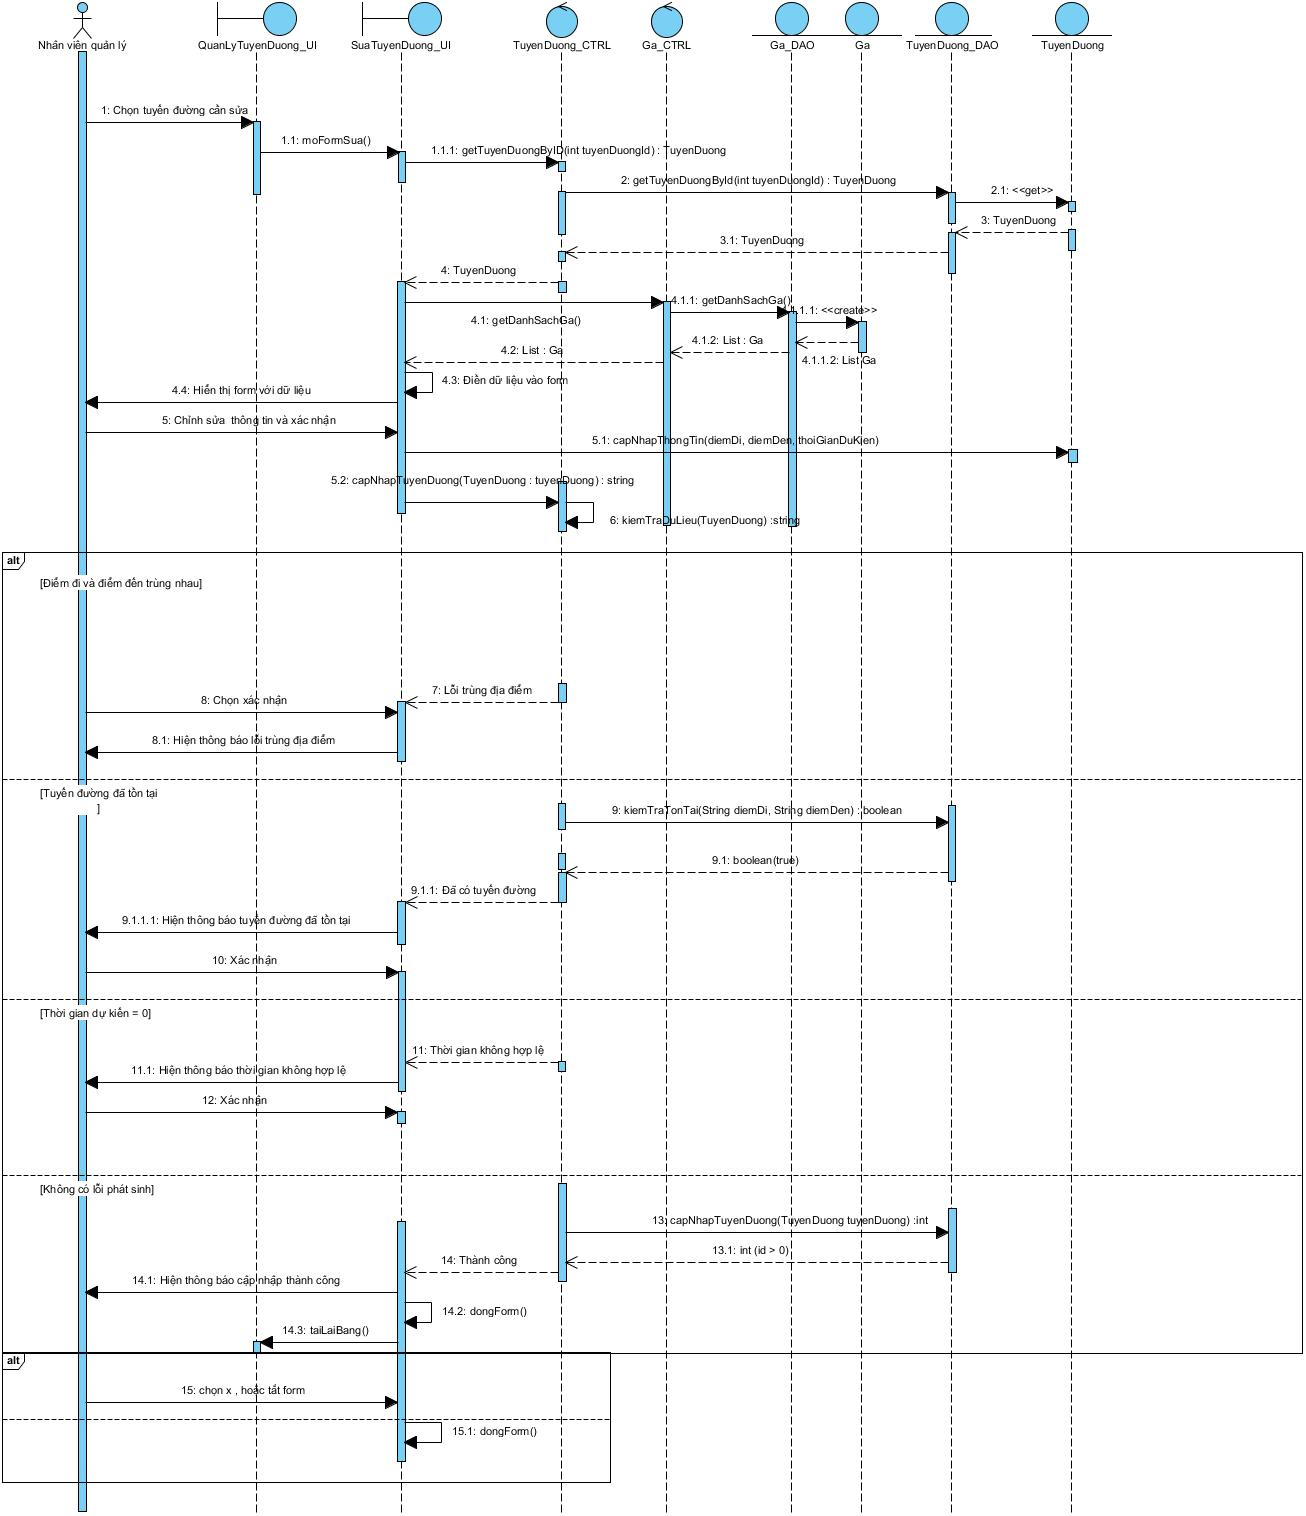 Nhân viên quản lý
QuanLyTuyenDuong_UI
SuaTuyenDuong_UI
TuyenDuong_CTRL
Ga_CTRL
Ga_DAO
Ga
TuyenDuong_DAO
TuyenDuong
1: Chọn tuyến đường cần sửa
1.1: moFormSua()
1.1.1: getTuyenDuongByID(int tuyenDuongId) : TuyenDuong
2: getTuyenDuongById(int tuyenDuongId) : TuyenDuong
2.1: <<get>>
3: TuyenDuong
3.1: TuyenDuong
4: TuyenDuong
4.1.1: getDanhSachGa()
4.1: getDanhSachGa()
1.1: <<create>>
4.1.2: List : Ga
4.2: List : Ga
4.1.1.2: List Ga
4.3: Điền dữ liệu vào form
4.4: Hiển thị form với dữ liệu
5: Chỉnh sửa thông tin và xác nhận
5.1: capNhapThongTin(diemDi, diemDen, thoiGianDuKien)
5.2: capNhapTuyenDuong(TuyenDuong : tuyenDuong) : string
6: kiemTraDuLieu(TuyenDuong) :string
alt
[Điểm đi và điểm đến trùng nhau]
7: Lỗi trùng địa điểm
8: Chọn xác nhận
8.1: Hiện thông báo lỗi trùng địa điểm
[Tuyến đường đã tồn tại
]
9: kiemTraTonTai(String diemDi, String diemDen) : boolean
9.1: boolean(true)
9.1.1: Đã có tuyến đường
9.1.1.1: Hiện thông báo tuyến đường đã tồn tại
10: Xác nhận
[Thời gian dự kiến = 0]
11: Thời gian không hợp lệ
11.1: Hiện thông báo thời gian không hợp lệ
12: Xác nhận
[Không có lỗi phát sinh]
13: capNhapTuyenDuong(TuyenDuong tuyenDuong) :int
13.1: int (id > 0)
14: Thành công
14.1: Hiện thông báo cập nhập thành công
14.2: dongForm()
14.3: taiLaiBang()
alt
15: chọn x , hoặc tắt form
15.1: dongForm()